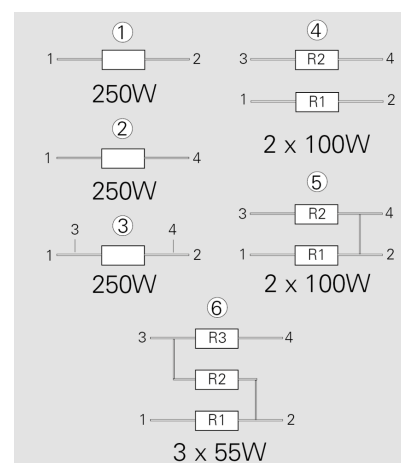 ①
1 2
250W
②
1 4
250W
③
3 4
1 2
250W
④
3 R2 4
1 R1 2
2 x 100W
⑤
3 R2 4
1 R1 2
2 x 100W
⑥
3 R3 4
R2
1 R1 2
3 x 55W